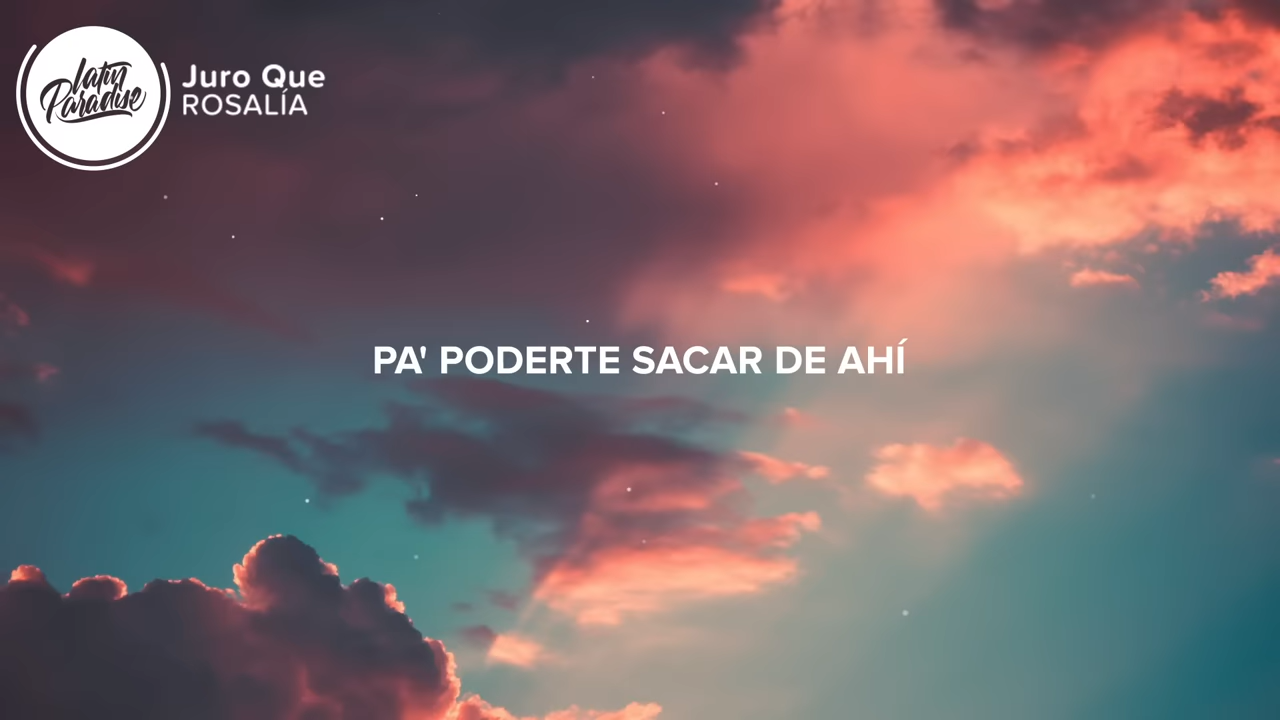 Latin
Paradise
Juro Que
ROSALÍA
PA' PODERTE SACAR DE AHÍ